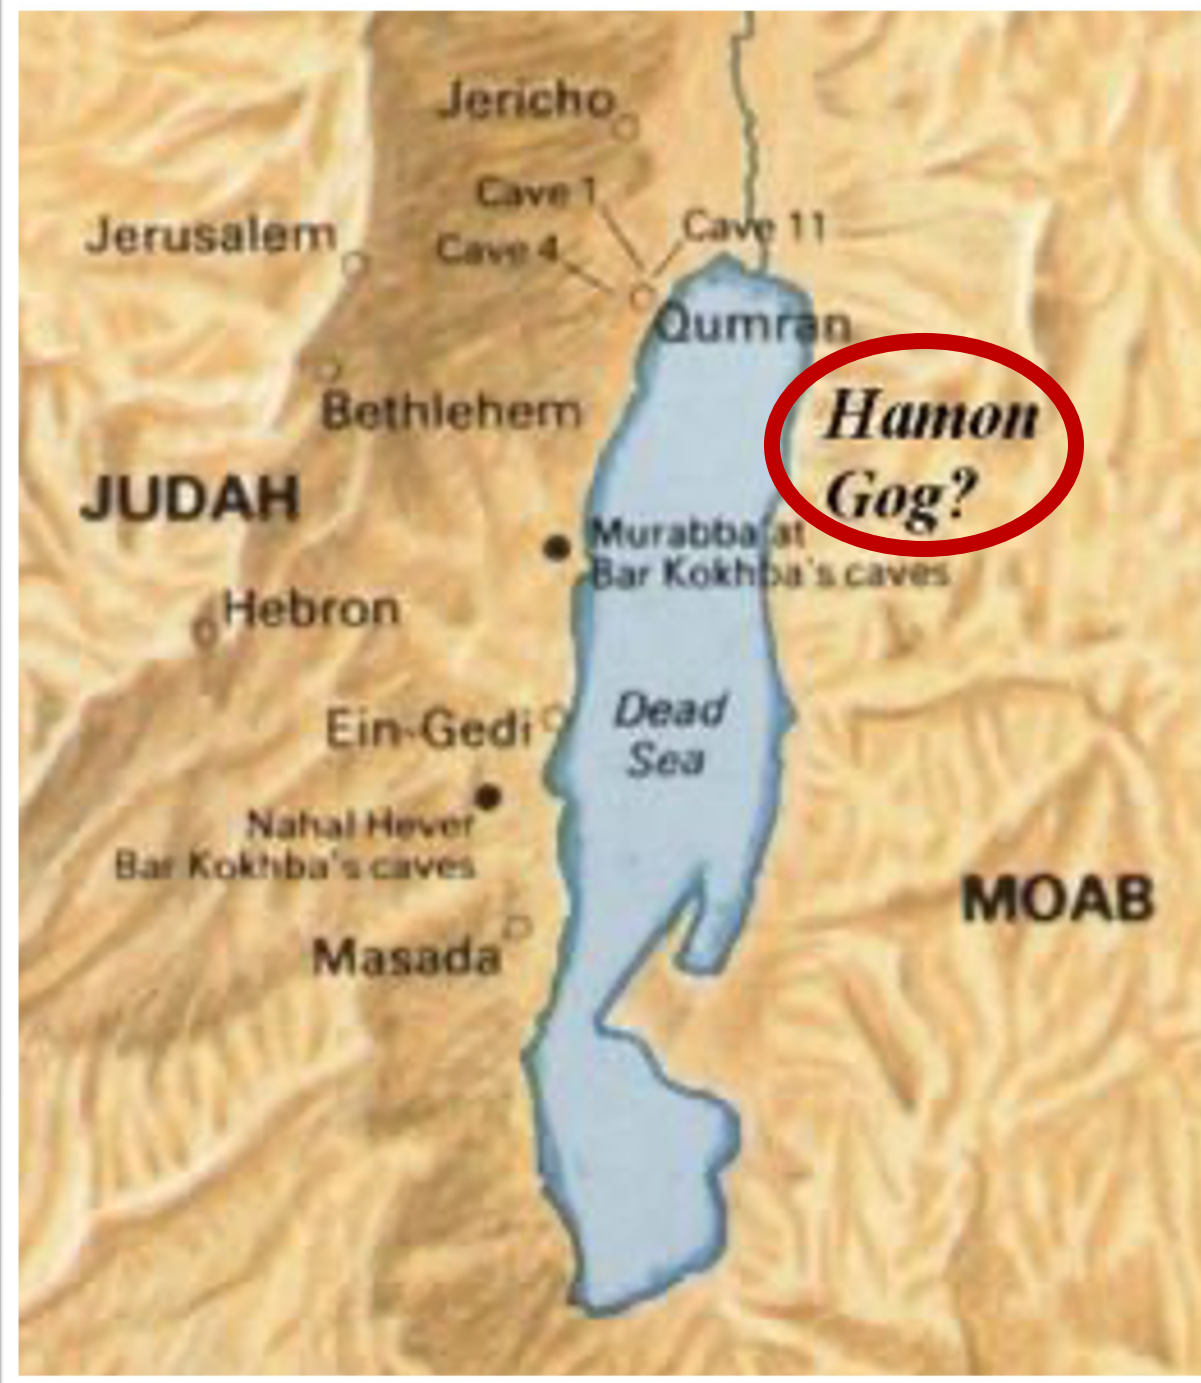 Jericho
Cave 1
Cave 11
Jerusalem
Cave 4
Qumran
Hamon
Gog?
Bethlehem
JUDAH
Murabba'at
Bar Kokhba's caves
Hebron
Dead
Sea
Ein-Gedi
Nahal Hever
Bar Kokhba's caves
MOAB
Masada